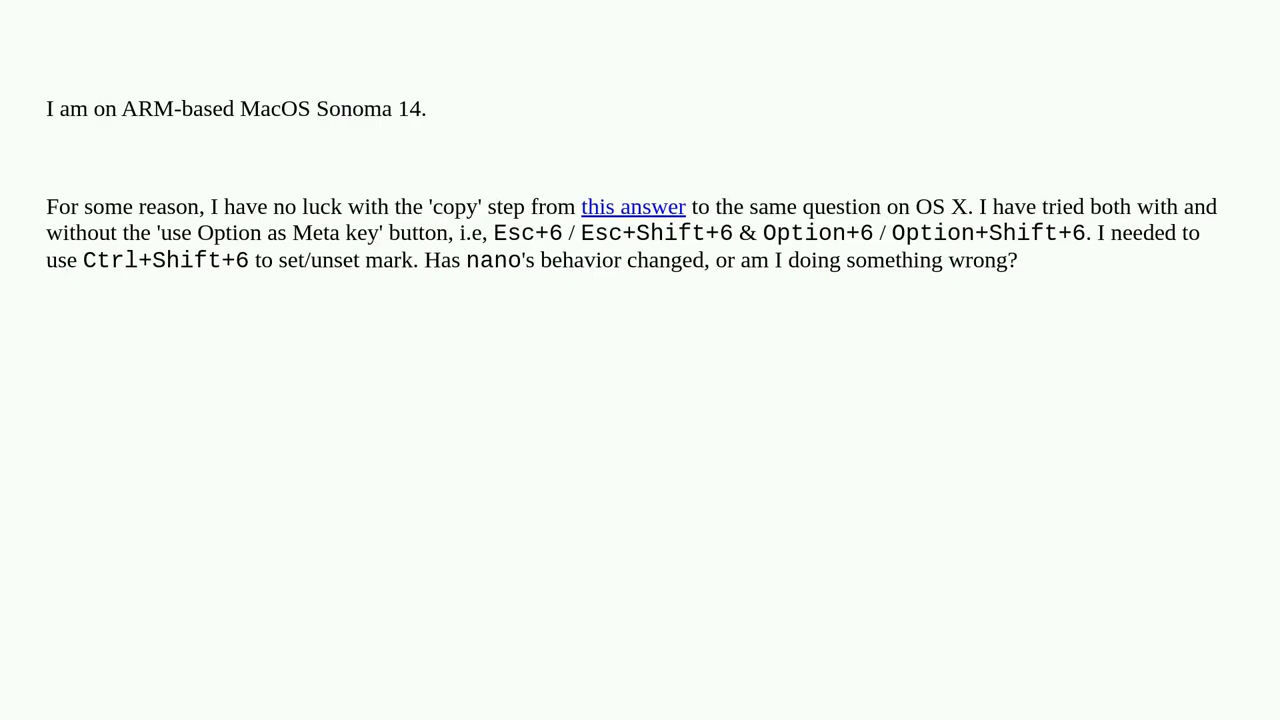 I am on ARM-based MacOS Sonoma 14.
For some reason, I have no luck with the 'copy' step from this answer to the same question on OS X. I have tried both with and
without the 'use Option as Meta key' button, i.e, Esc+6 / Esc+Shift+6 & Option+6 / Option+Shift+6. I needed to
use Ctrl+Shift+6 to set/unset mark. Has nano's behavior changed, or am I doing something wrong?